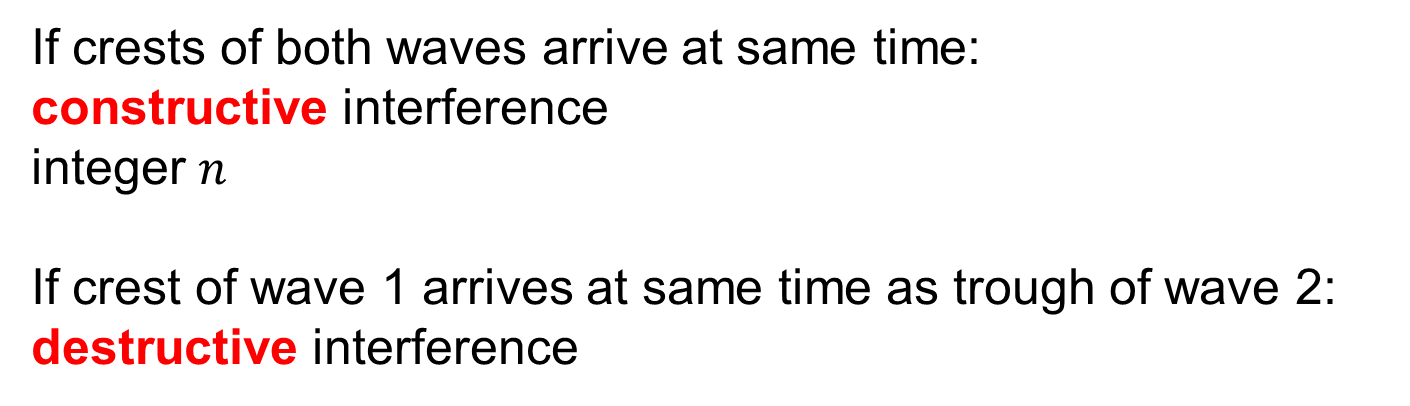 If crests of both waves arrive at same time:
constructive interference
integer n
If crest of wave 1 arrives at same time as trough of wave 2:
destructive interference